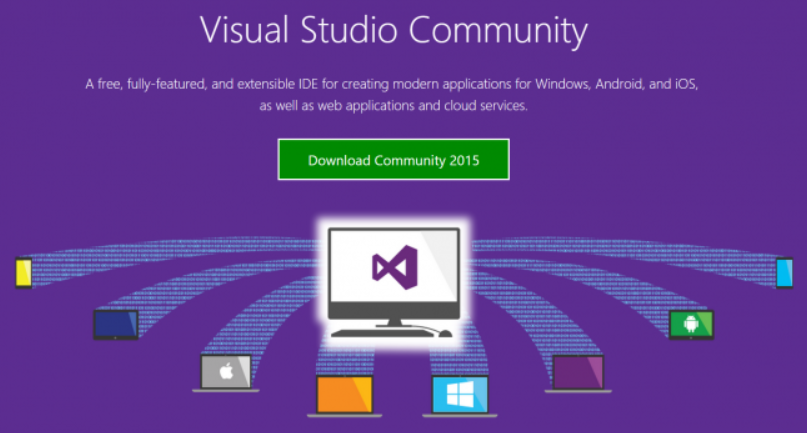 Visual Studio Community
A free, fully-featured, and extensible IDE for creating modern applications for Windows, Android, and iOS,
as well as web applications and cloud services.
Download Community 2015